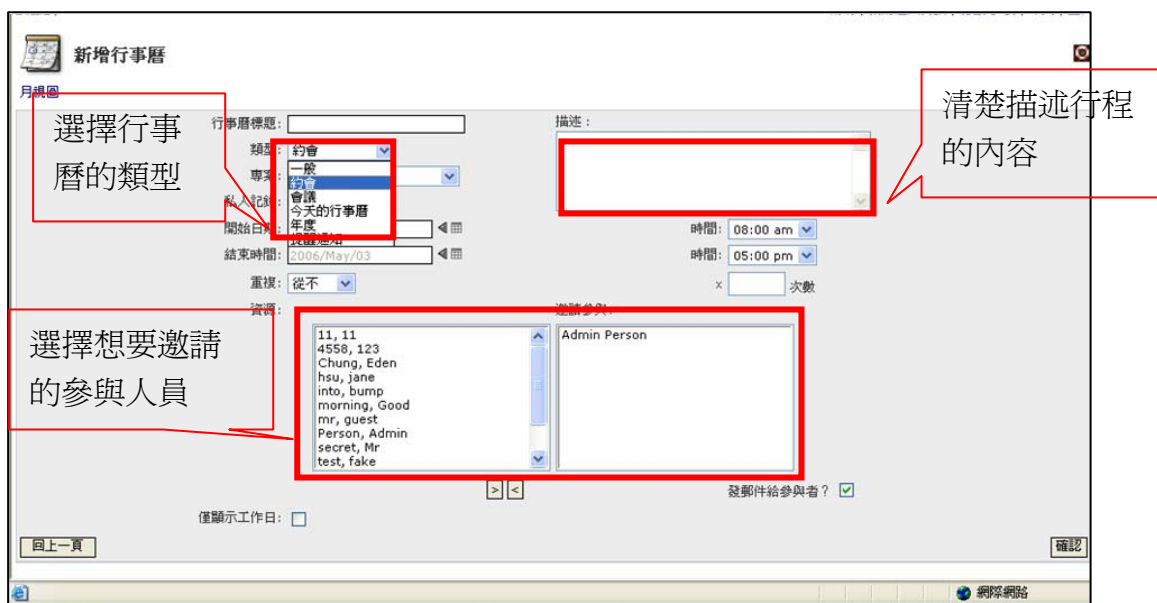 新增行事曆
月視圖
選擇行事
曆的類型
清楚描述行程
的內容
行事曆標題:
描述：
類型: 約會
一般
約會
會議
今天的行事曆
年度
提醒通知
專案:
私人記錄
開始日期:
時間: 08:00 am
結束時間: 2006/May/03
時間: 05:00 pm
重複: 從不
x 次數
資源:
邀請參與:
選擇想要邀請
的參與人員
11, 11
4558, 123
Chung, Eden
hsu, jane
into, bump
morning, Good
mr, guest
Person, Admin
secret, Mr
test, fake
Admin Person
> <
發郵件給參與者？
僅顯示工作日:
回上一頁
確認
網際網路